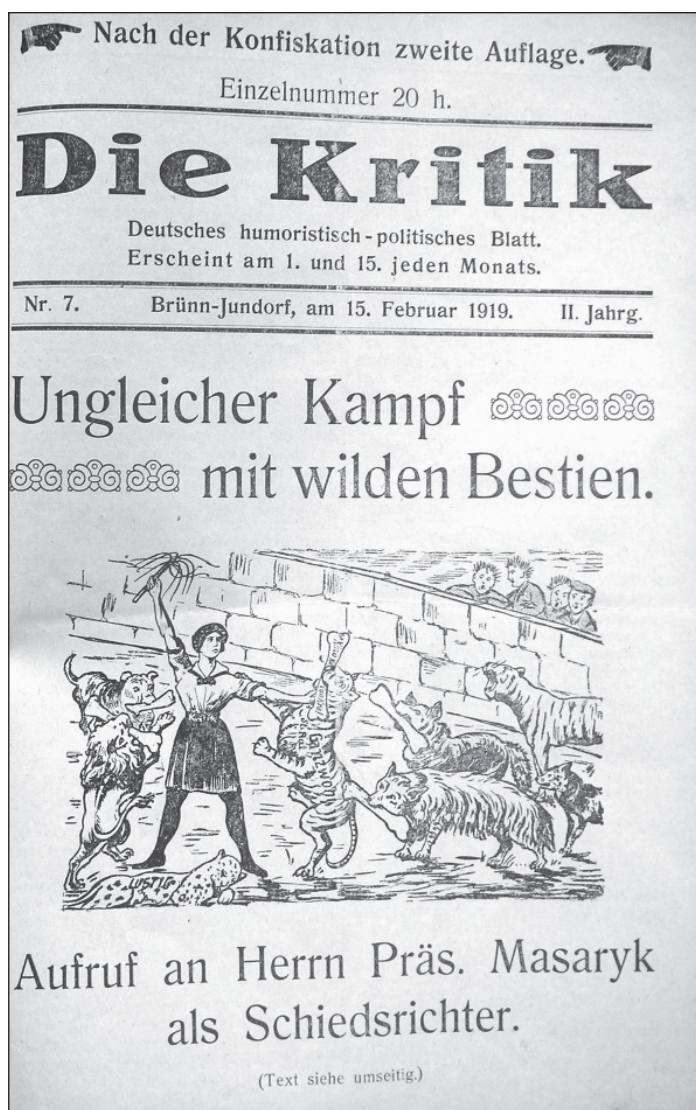 Nach der Konfiskation zweite Auflage.
Einzelnummer 20 h.
Die Kritik
Deutsches humoristisch-politisches Blatt.
Erscheint am 1. und 15. jeden Monats.
Nr. 7. Brünn-Jundorf, am 15. Februar 1919. II. Jahrg.
Ungleicher Kampf
mit wilden Bestien.
LUSTIG
Aufruf an Herrn Präs. Masaryk
als Schiedsrichter.
(Text siehe umseitig.)